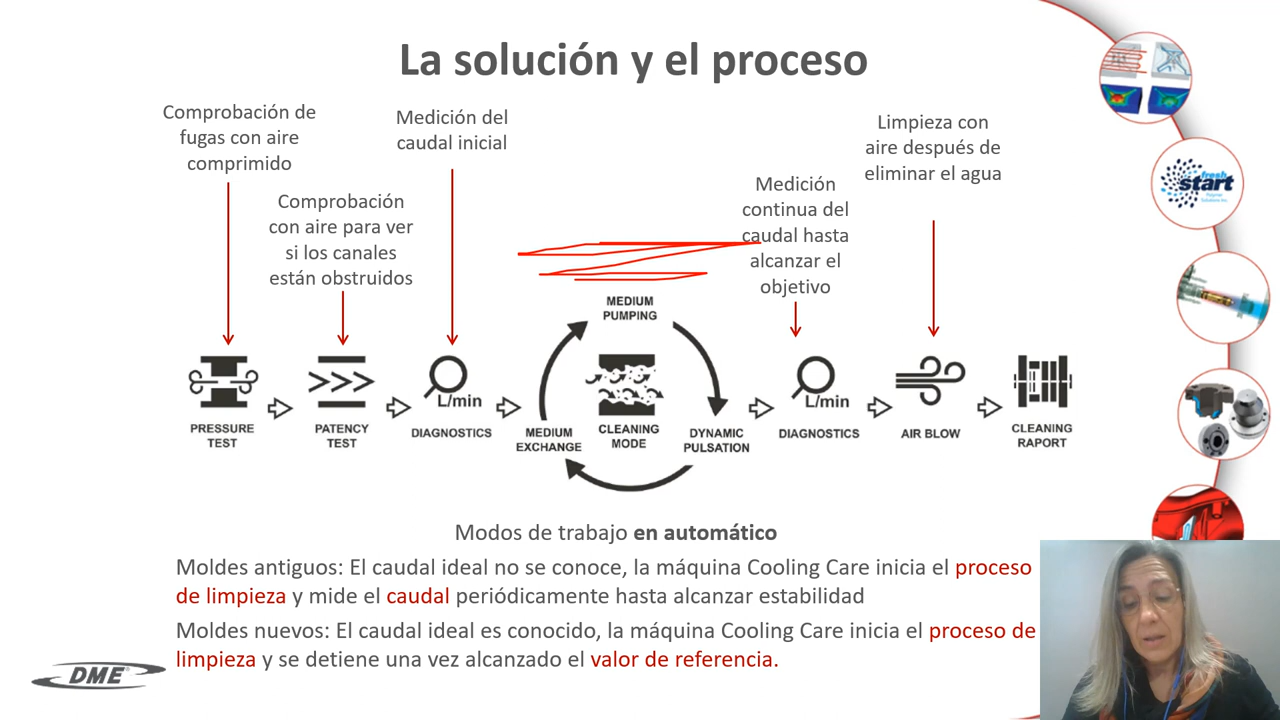 La solución y el proceso
Comprobación de
fugas con aire
comprimido
Medición del
caudal inicial
Comprobación
con aire para ver
si los canales
están obstruidos
Medición
continua del
caudal hasta
alcanzar el
objetivo
Limpieza con
aire después de
eliminar el agua
fresh
start
PRESSURE
TEST
PATENCY
TEST
L/min
DIAGNOSTICS
MEDIUM
PUMPING
MEDIUM
EXCHANGE
CLEANING
MODE
DYNAMIC
PULSATION
L/min
DIAGNOSTICS
AIR BLOW
CLEANING
RAPORT
Modos de trabajo en automático
Moldes antiguos: El caudal ideal no se conoce, la máquina Cooling Care inicia el proceso
de limpieza y mide el caudal periódicamente hasta alcanzar estabilidad
Moldes nuevos: El caudal ideal es conocido, la máquina Cooling Care inicia el proceso de
limpieza y se detiene una vez alcanzado el valor de referencia.
DME